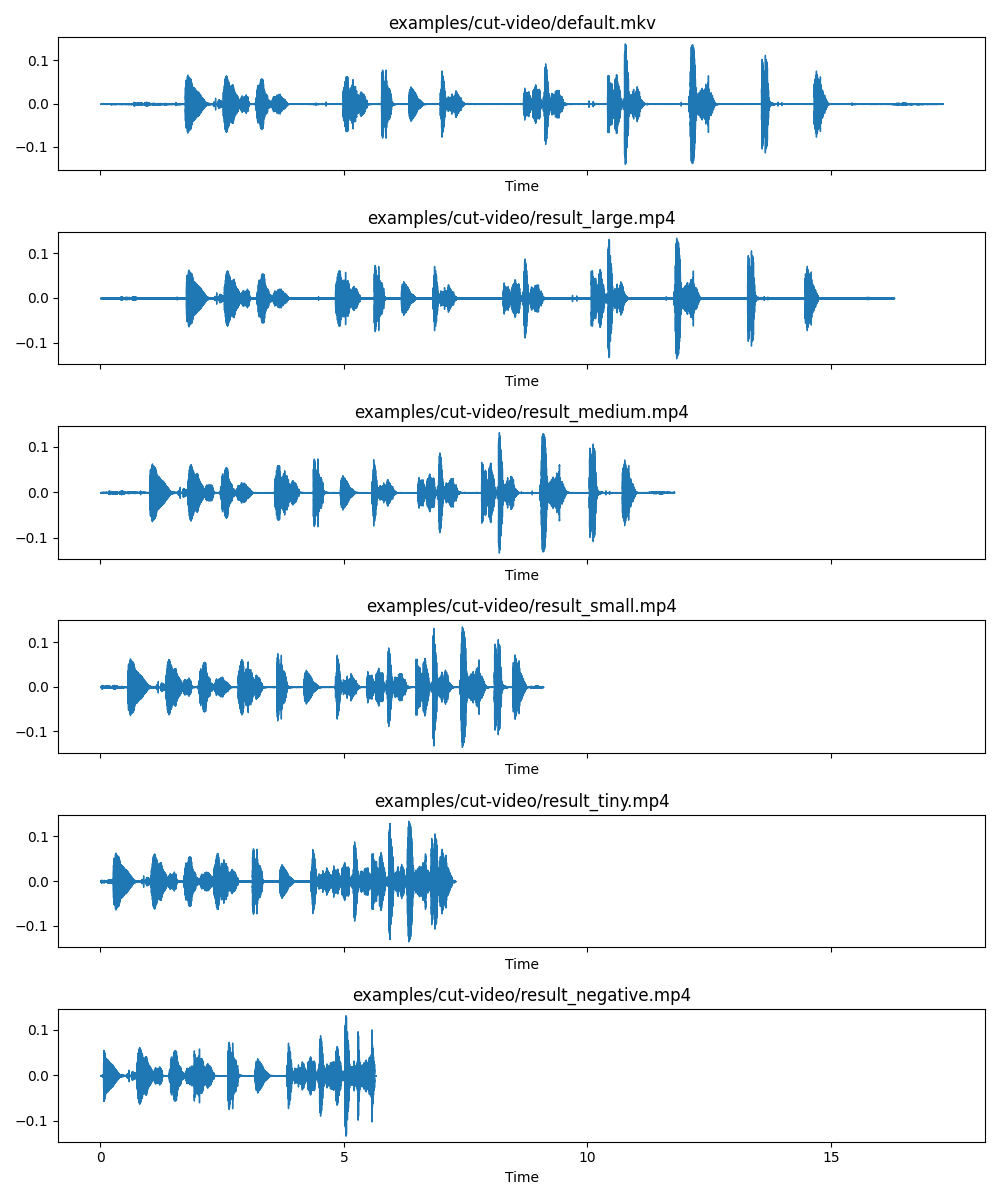 examples/cut-video/default.mkv
0.1
0.0
−0.1
Time
examples/cut-video/result_large.mp4
0.1
0.0
−0.1
Time
examples/cut-video/result_medium.mp4
0.1
0.0
−0.1
Time
examples/cut-video/result_small.mp4
0.1
0.0
−0.1
Time
examples/cut-video/result_tiny.mp4
0.1
0.0
−0.1
Time
examples/cut-video/result_negative.mp4
0.1
0.0
−0.1
0 5 10 15
Time